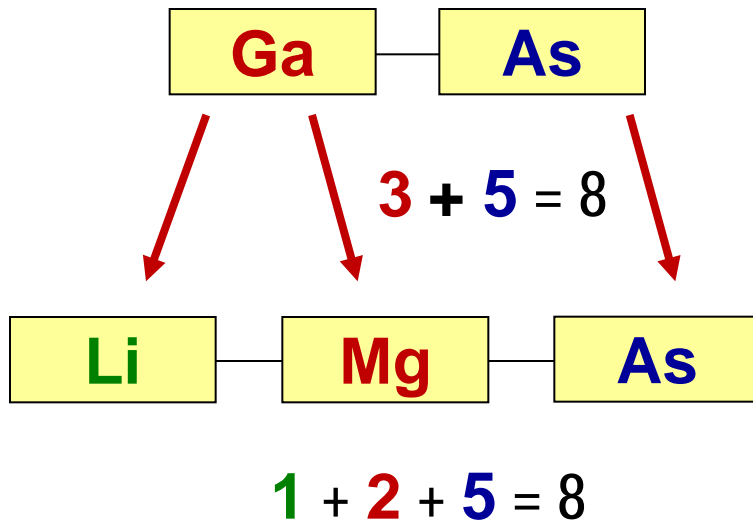 Ga As
3 + 5 = 8
Li Mg As
1 + 2 + 5 = 8